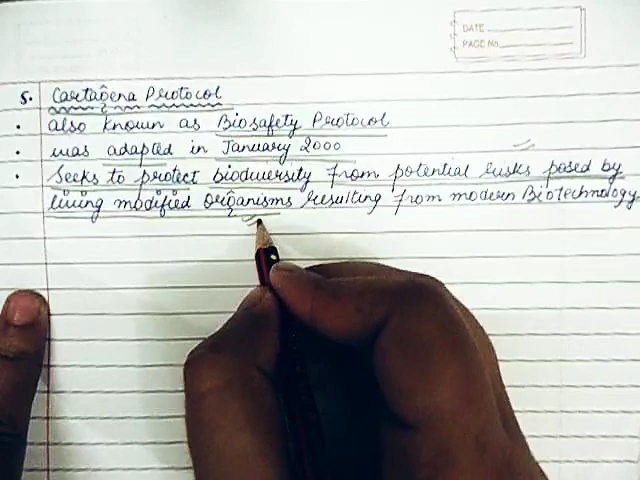 DATE
PAGE No.
5. Cartagena Protocol
• also known as Biosafety Protocol
• was adapted in January 2000
• Seeks to protect biodiversity from potential risks posed by
living modified organisms resulting from modern Biotechnology.